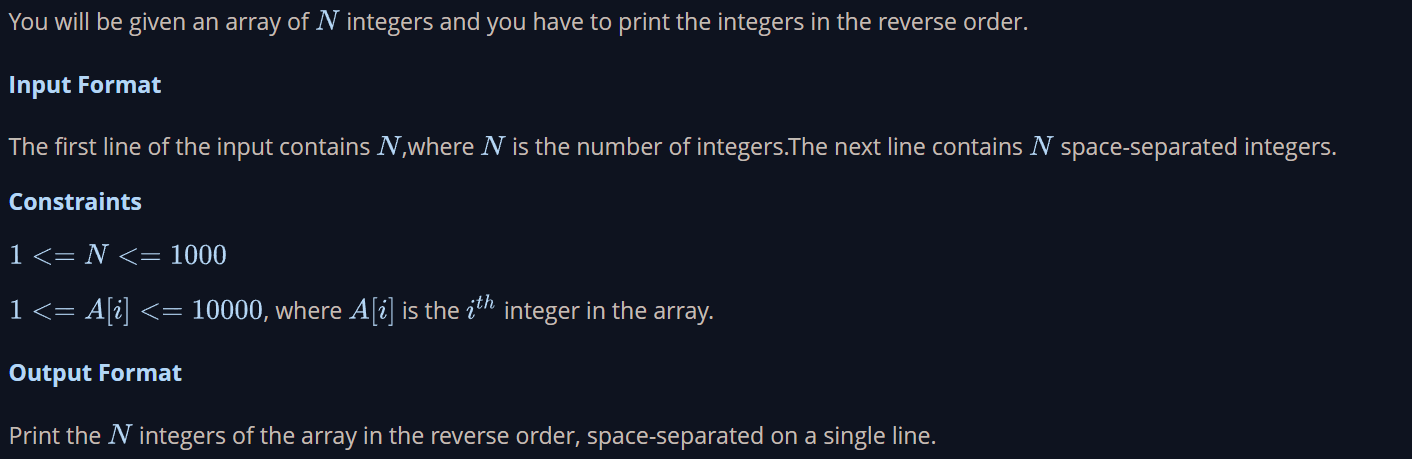 You will be given an array of N integers and you have to print the integers in the reverse order.
Input Format
The first line of the input contains N,where N is the number of integers.The next line contains N space-separated integers.
Constraints
1 <= N <= 1000
1 <= A[i] <= 10000, where A[i] is the i^th integer in the array.
Output Format
Print the N integers of the array in the reverse order, space-separated on a single line.